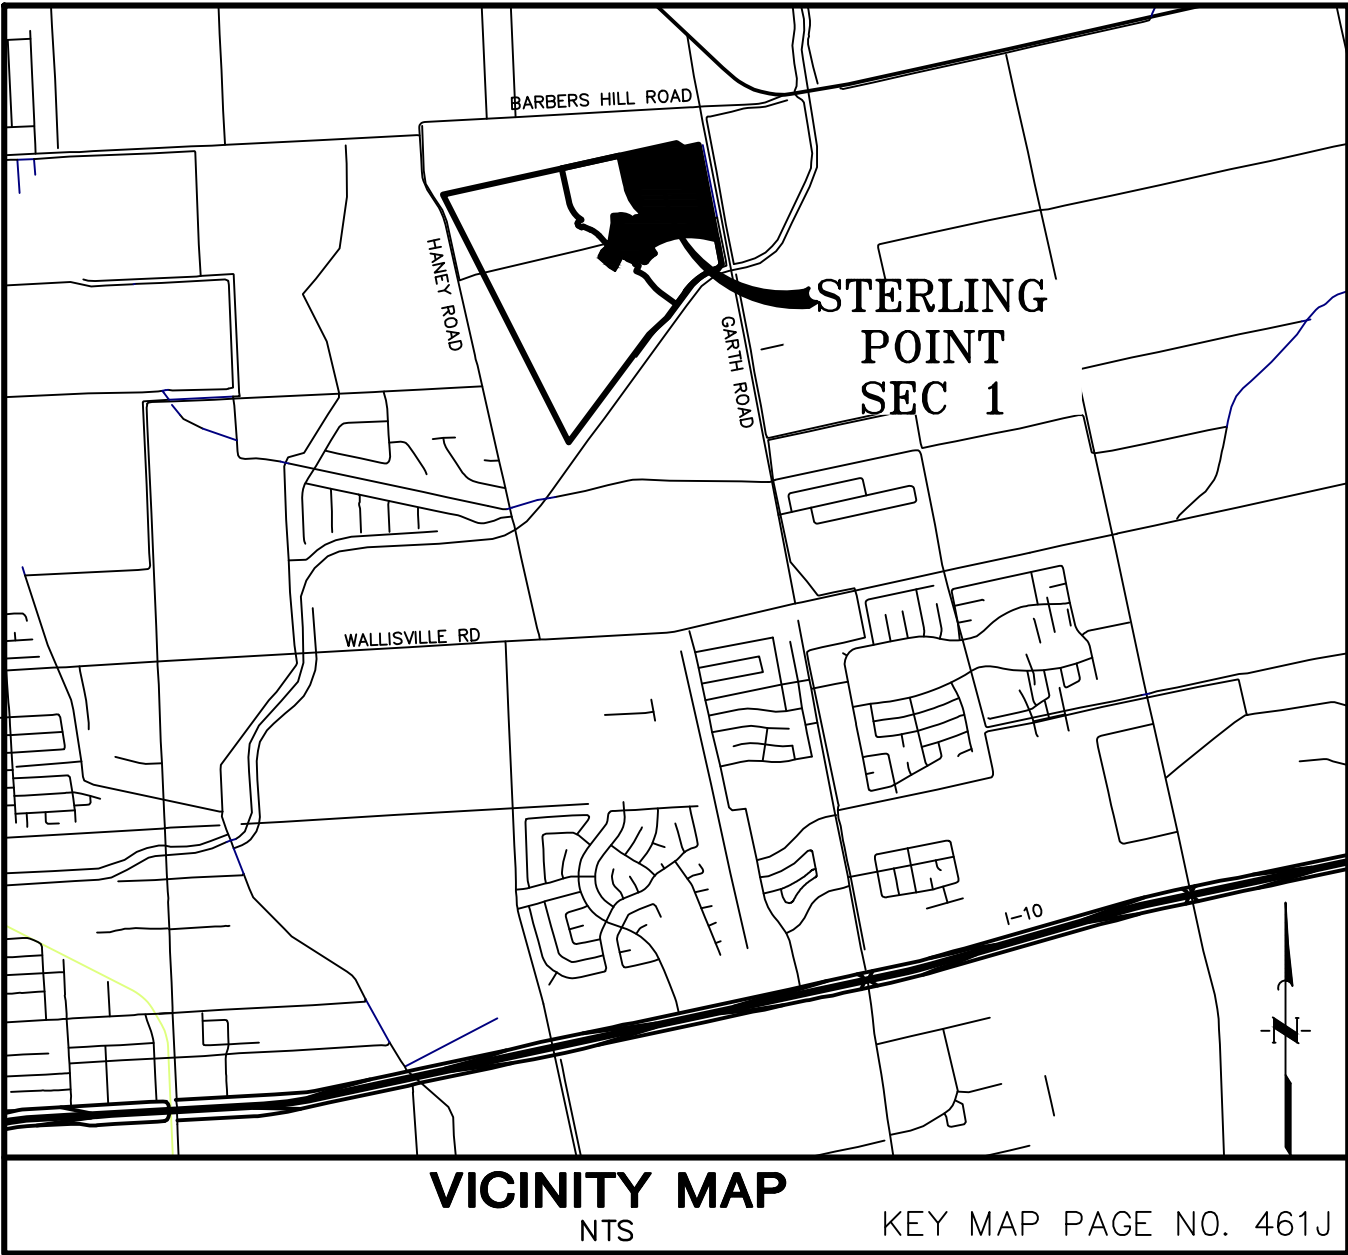 BARBERS HILL ROAD
HANEY ROAD
STERLING
POINT
SEC 1
GARTH ROAD
WALLISVILLE RD
I-10
N
VICINITY MAP
NTS
KEY MAP PAGE NO. 461J